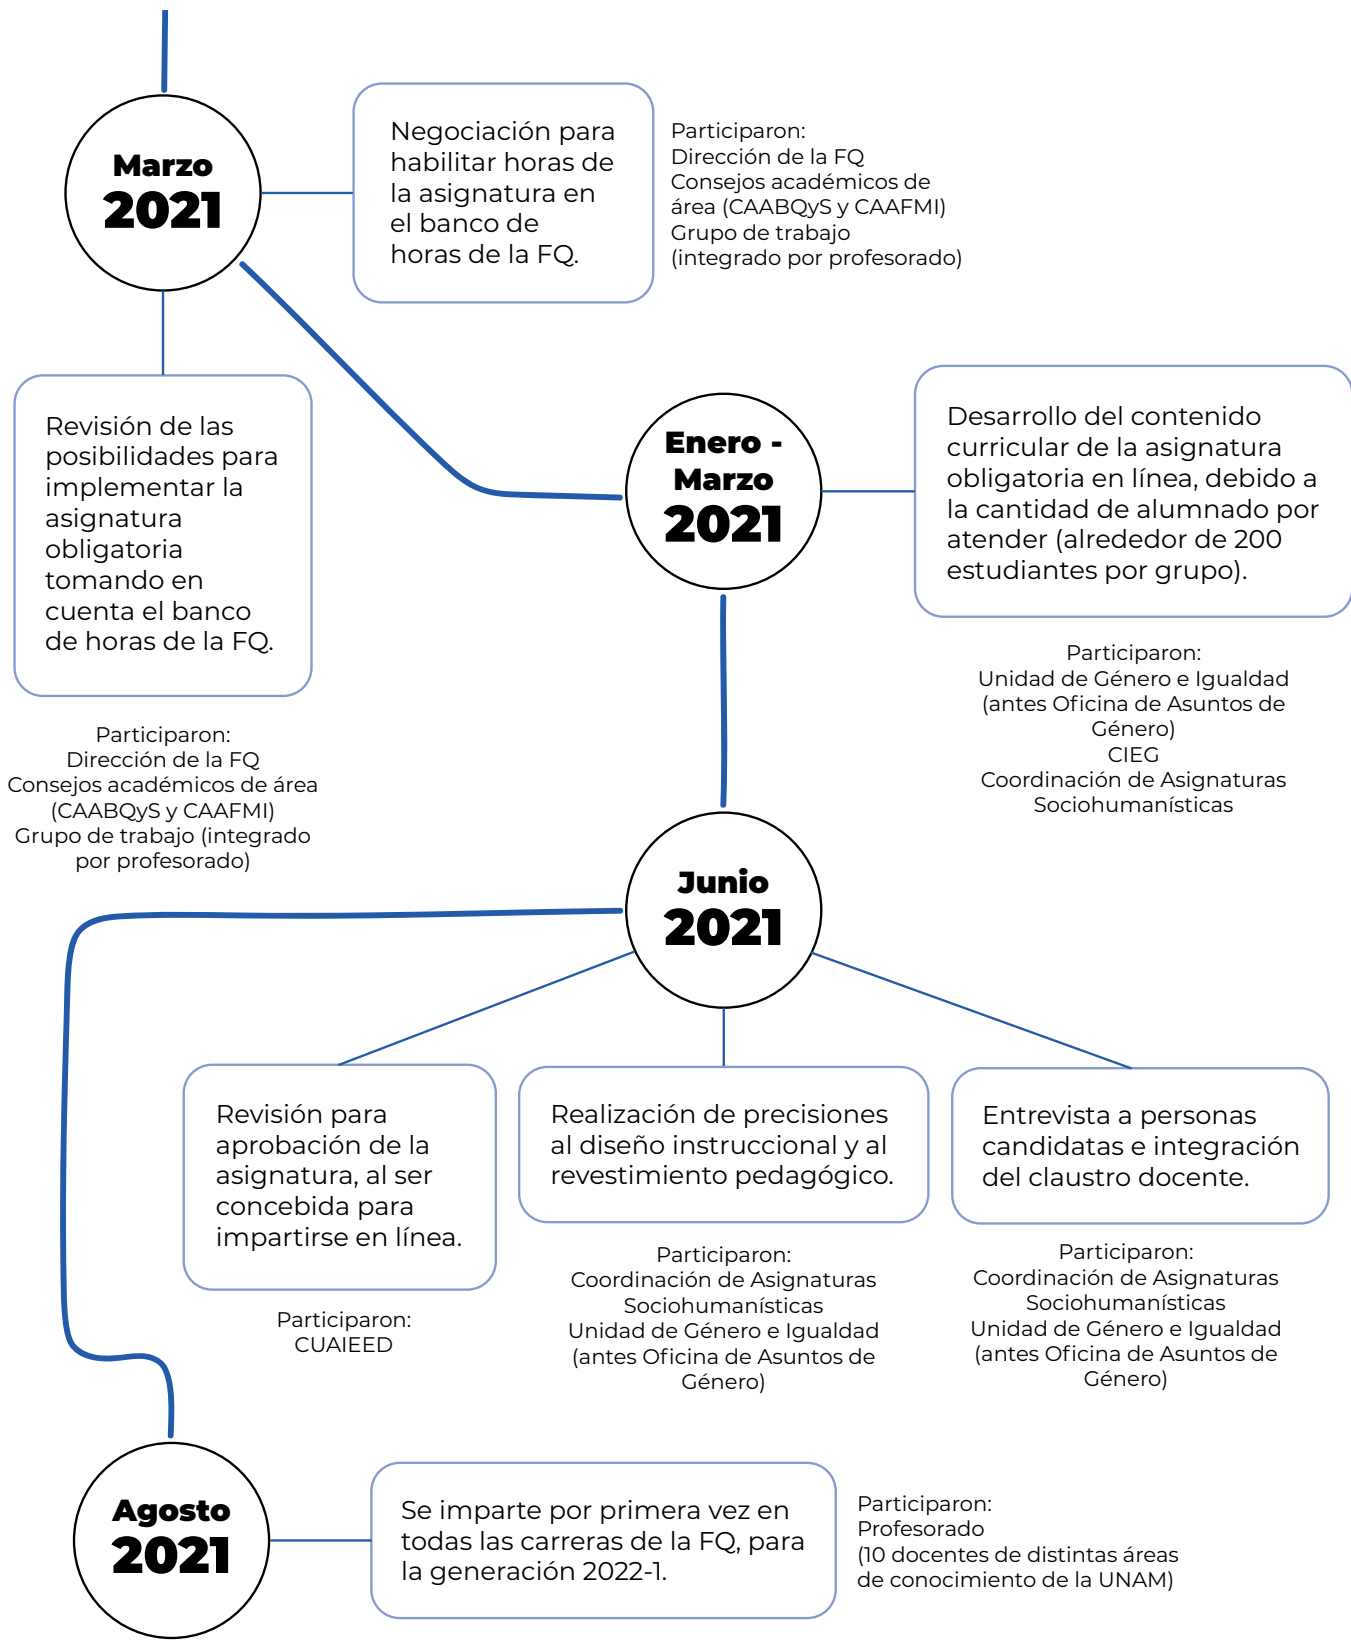 Marzo
2021
Negociación para
habilitar horas de
la asignatura en
el banco de
horas de la FQ.
Participaron:
Dirección de la FQ
Consejos académicos de
área (CAABQyS y CAAFMI)
Grupo de trabajo
(integrado por profesorado)
Revisión de las
posibilidades para
implementar la
asignatura
obligatoria
tomando en
cuenta el banco
de horas de la FQ.
Participaron:
Dirección de la FQ
Consejos académicos de área
(CAABQyS y CAAFMI)
Grupo de trabajo (integrado
por profesorado)
Enero -
Marzo
2021
Desarrollo del contenido
curricular de la asignatura
obligatoria en línea, debido a
la cantidad de alumnado por
atender (alrededor de 200
estudiantes por grupo).
Participaron:
Unidad de Género e Igualdad
(antes Oficina de Asuntos de
Género)
CIEG
Coordinación de Asignaturas
Sociohumanísticas
Junio
2021
Revisión para
aprobación de la
asignatura, al ser
concebida para
impartirse en línea.
Participaron:
CUAIEED
Realización de precisiones
al diseño instruccional y al
revestimiento pedagógico.
Participaron:
Coordinación de Asignaturas
Sociohumanísticas
Unidad de Género e Igualdad
(antes Oficina de Asuntos de
Género)
Entrevista a personas
candidatas e integración
del claustro docente.
Participaron:
Coordinación de Asignaturas
Sociohumanísticas
Unidad de Género e Igualdad
(antes Oficina de Asuntos de
Género)
Agosto
2021
Se imparte por primera vez en
todas las carreras de la FQ, para
la generación 2022-1.
Participaron:
Profesorado
(10 docentes de distintas áreas
de conocimiento de la UNAM)